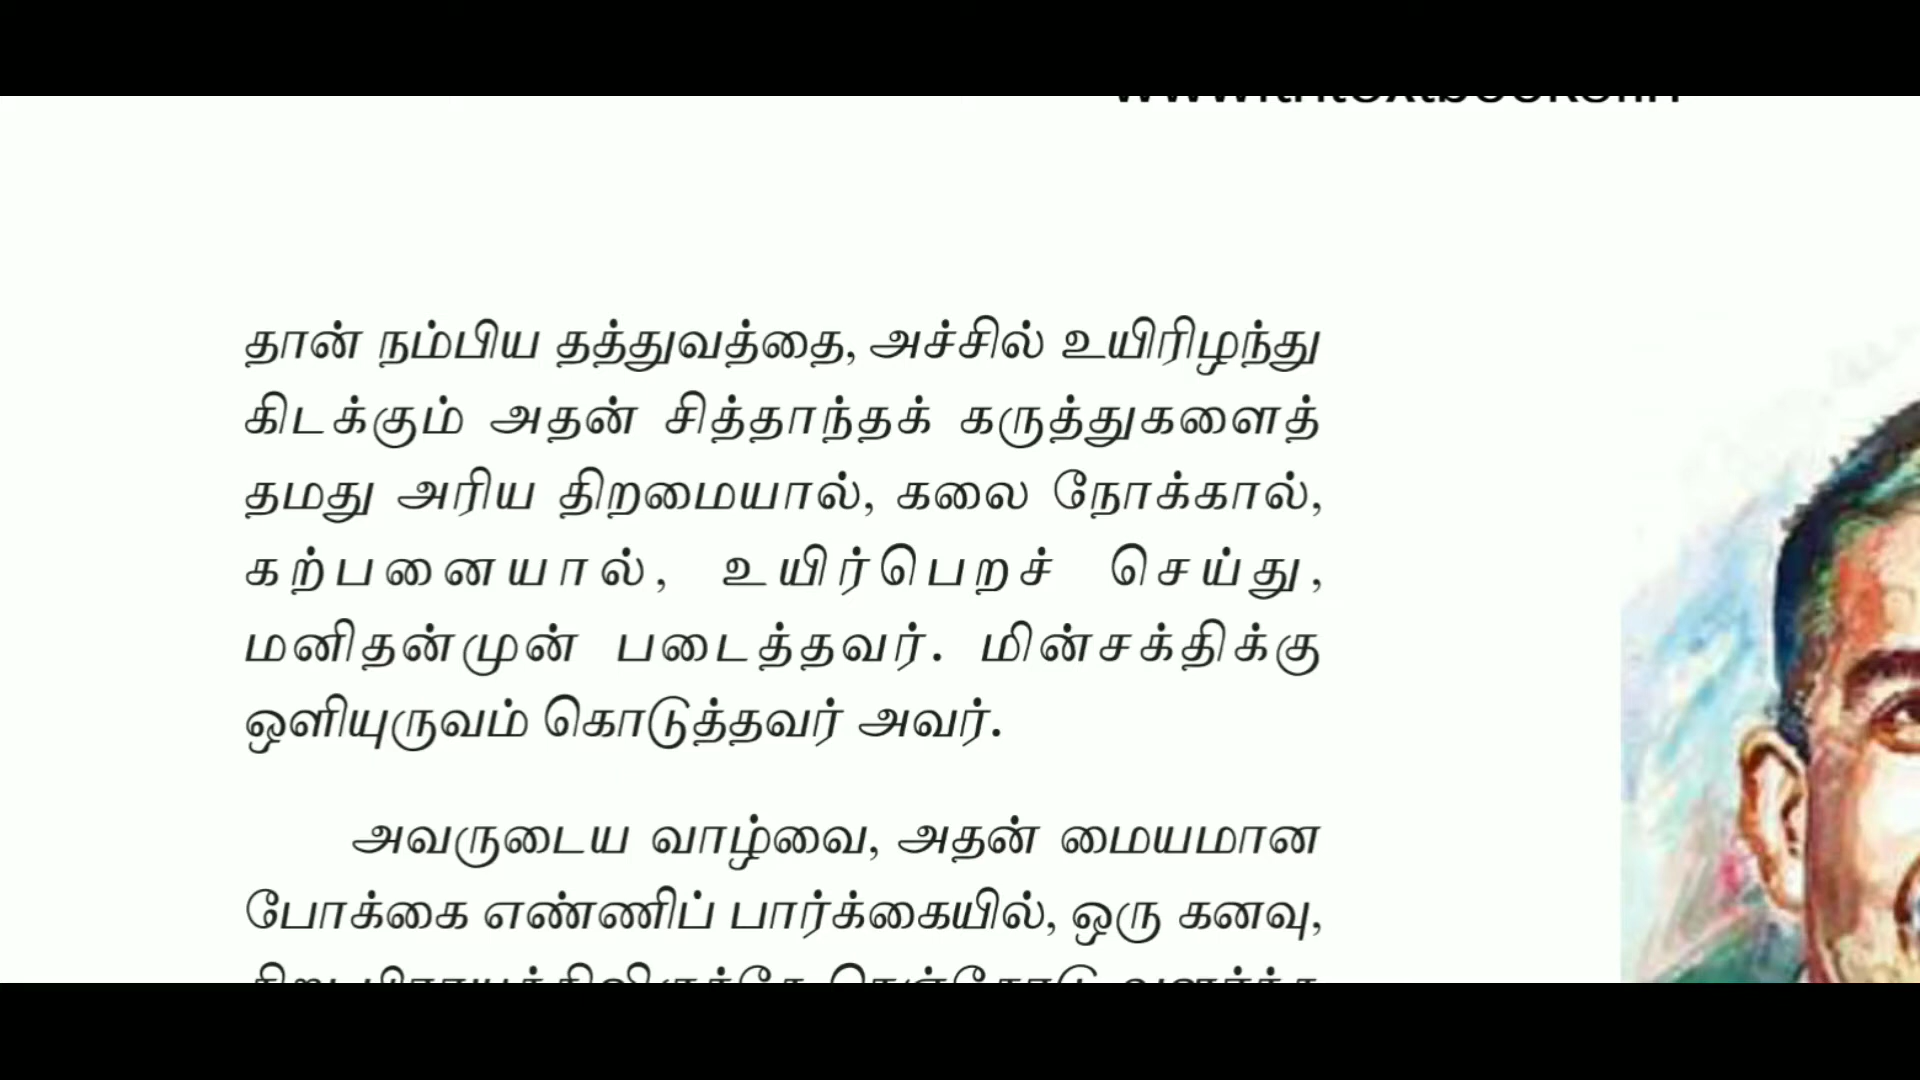 தான் நம்பிய தத்துவத்தை, அச்சில் உயிரிழந்து
கிடக்கும் அதன் சித்தாந்தக் கருத்துகளைத்
தமது அரிய திறமையால், கலை நோக்கால்,
கற்பனையால், உயிர்பெறச் செய்து,
மனிதன்முன் படைத்தவர். மின்சக்திக்கு
ஒளியுருவம் கொடுத்தவர் அவர்.
அவருடைய வாழ்வை, அதன் மையமான
போக்கை எண்ணிப் பார்க்கையில், ஒரு கனவு,